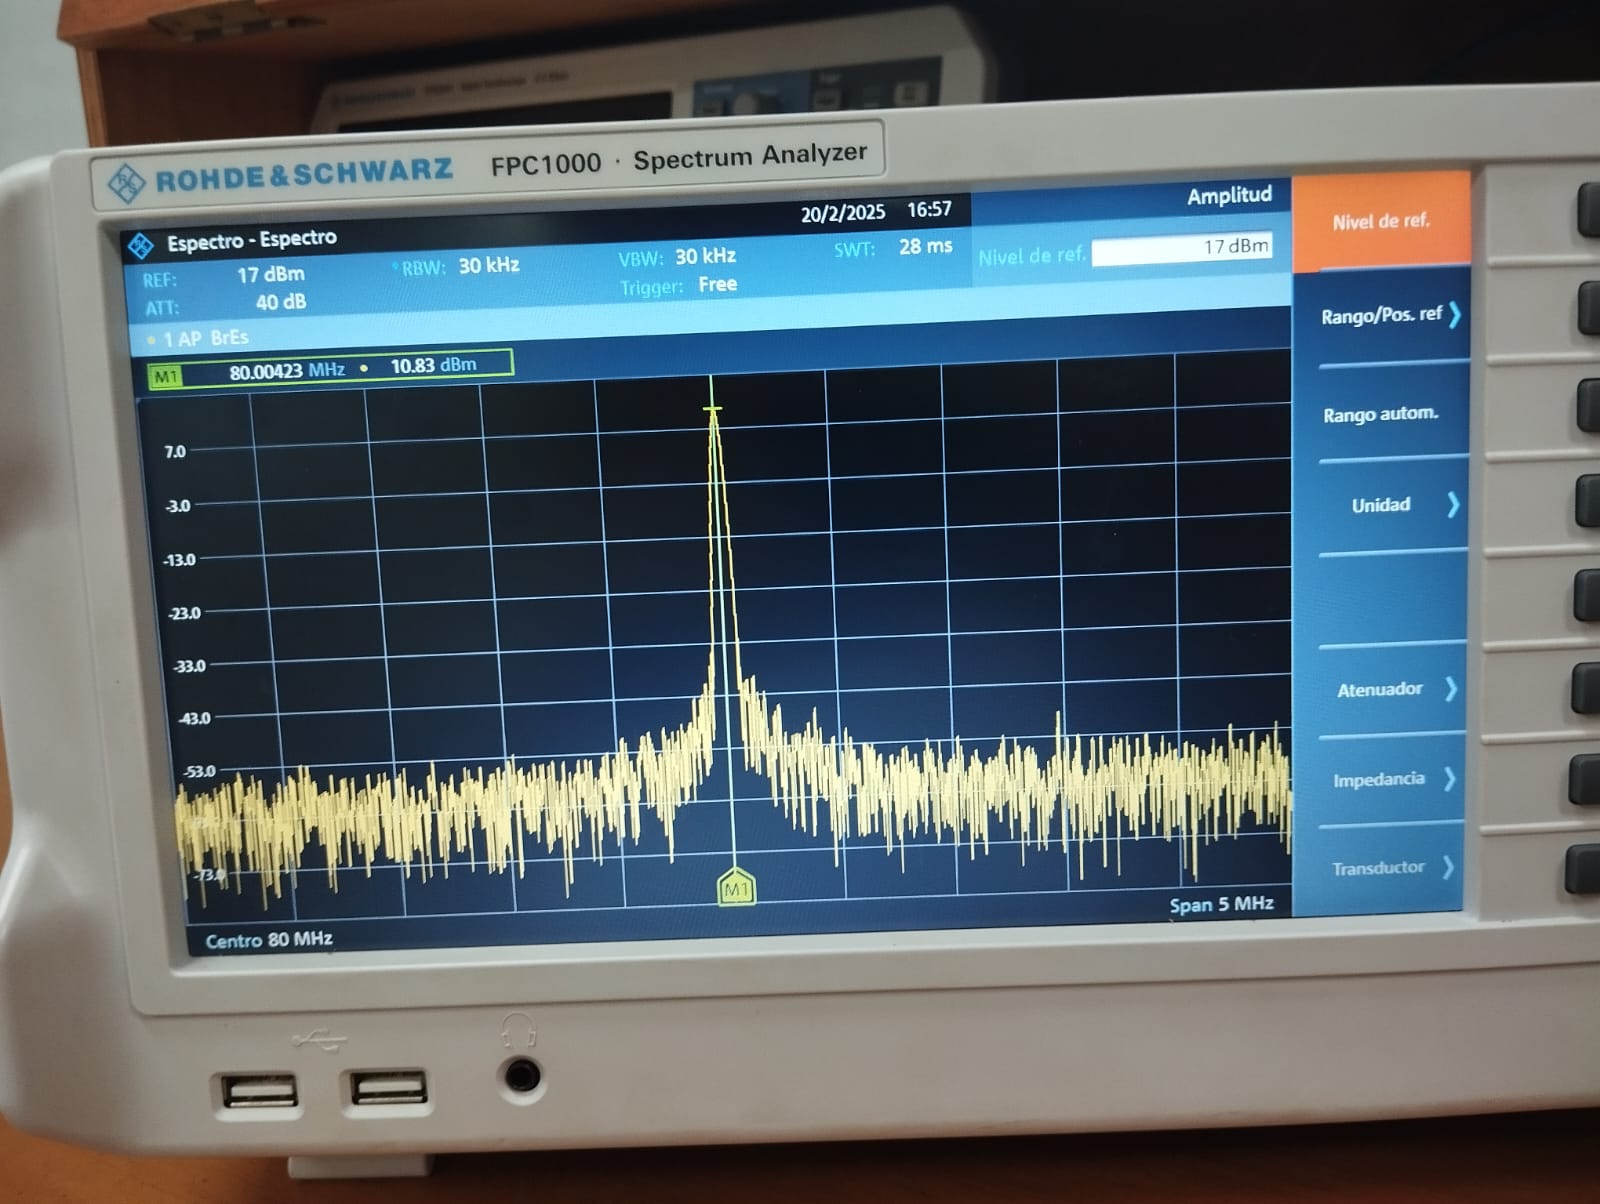 ROHDE&SCHWARZ FPC1000 · Spectrum Analyzer
Espectro - Espectro 20/2/2025 16:57 Amplitud
REF: 17 dBm RBW: 30 kHz VBW: 30 kHz SWT: 28 ms Nivel de ref. 17 dBm
ATT: 40 dB Trigger: Free
1 AP BrEs
M1 80.00423 MHz • 10.83 dBm
7.0
-3.0
-13.0
-23.0
-33.0
-43.0
-53.0
-73.0
M1
Centro 80 MHz Span 5 MHz
Nivel de ref.
Rango/Pos. ref
Rango autom.
Unidad
Atenuador
Impedancia
Transductor